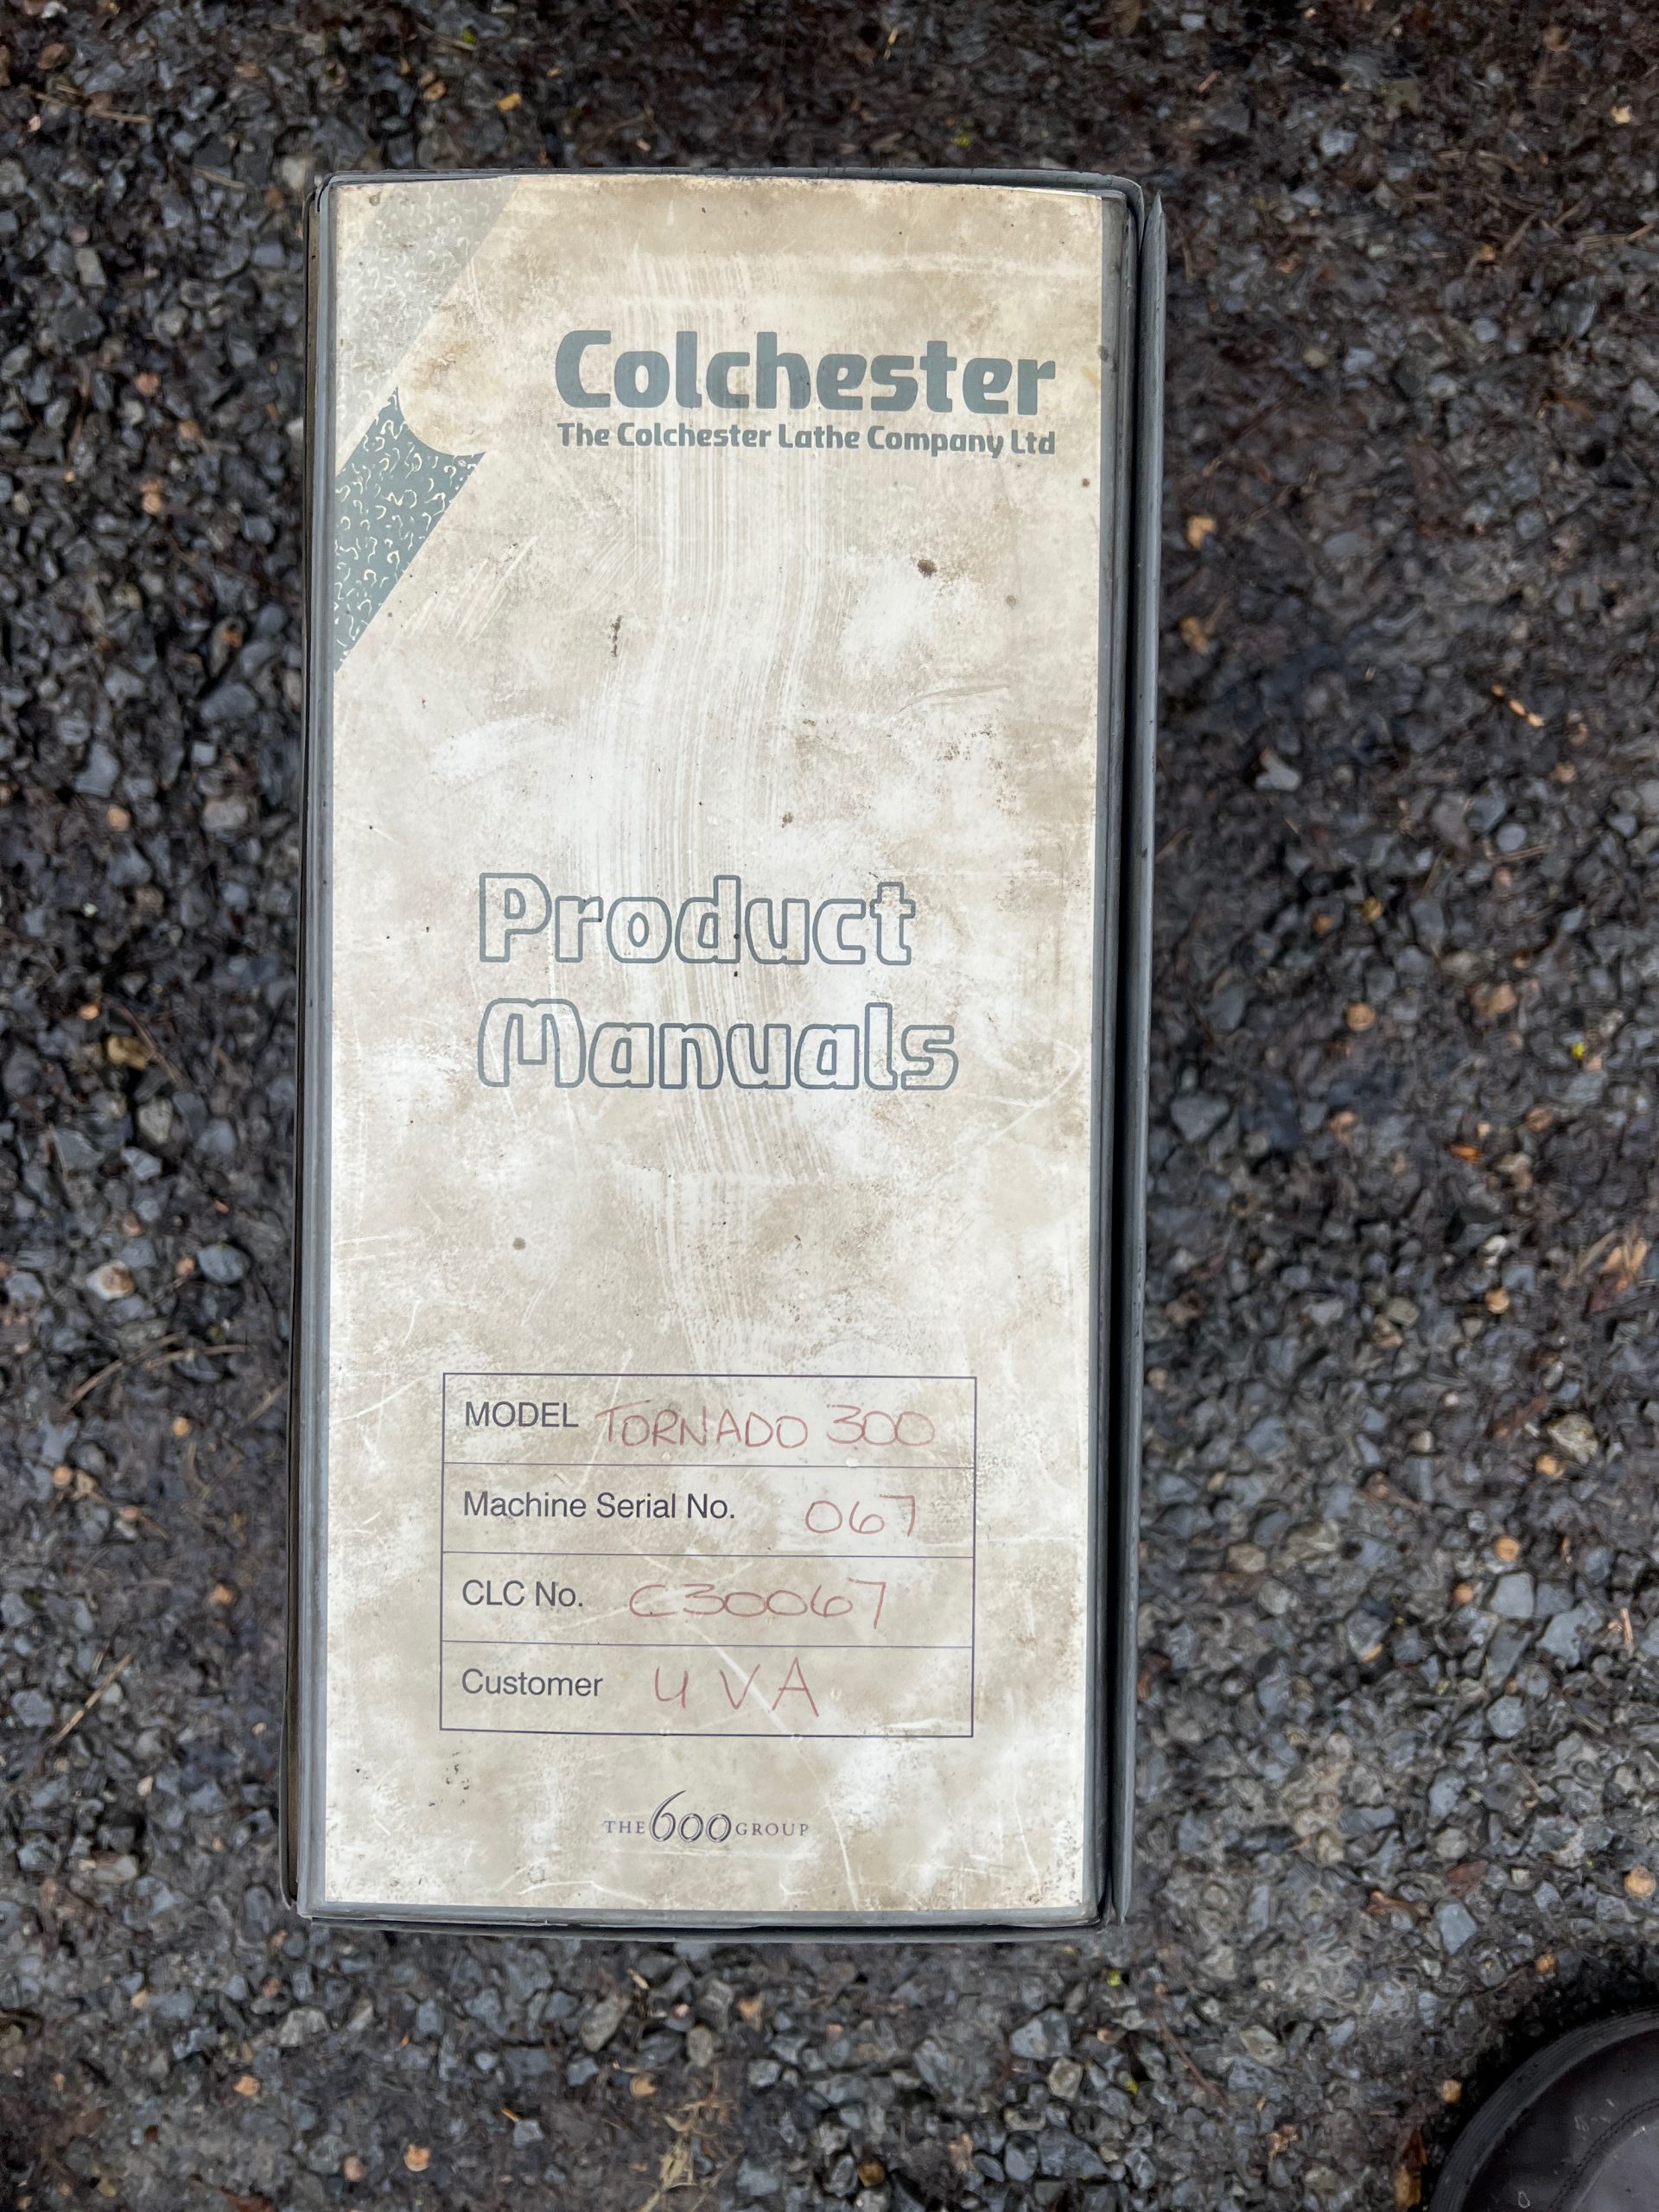 Colchester
The Colchester Lathe Company Ltd
Product
Manuals
MODEL TORNADO 300
Machine Serial No. 067
CLC No. C30067
Customer UVA
THE 600 GROUP